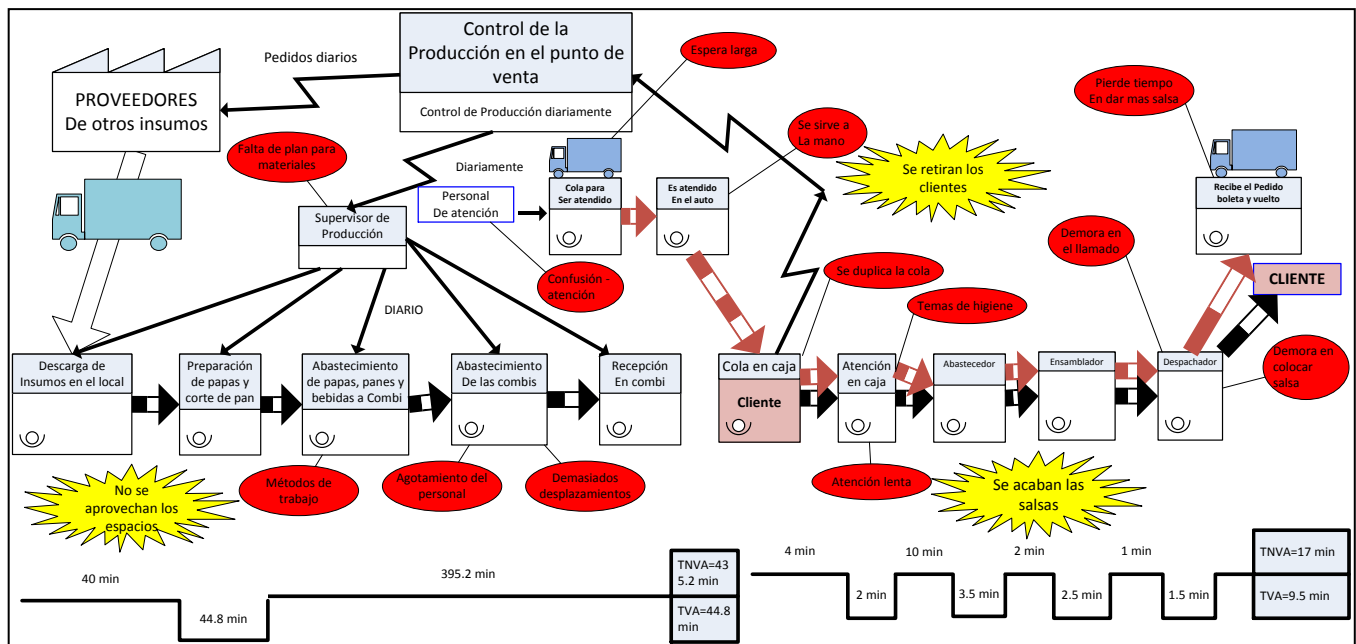 Control de la
Producción en el punto de
venta
Control de Producción diariamente
Pedidos diarios
PROVEEDORES
De otros insumos
Espera larga
Pierde tiempo
En dar mas salsa
Se sirve a
La mano
Falta de plan para
materiales
Diariamente
Personal
De atención
Cola para
Ser atendido
Es atendido
En el auto
Se retiran los
clientes
Recibe el Pedido
boleta y vuelto
Supervisor de
Producción
Confusión -
atención
Se duplica la cola
Demora en
el llamado
CLIENTE
DIARIO
Temas de higiene
Descarga de
Insumos en el local
Preparación
de papas y
corte de pan
Abastecimiento
de papas, panes y
bebidas a Combi
Abastecimiento
De las combis
Recepción
En combi
Cola en caja
Cliente
Atención
en caja
Abastecedor
Ensamblador
Despachador
Demora en
colocar
salsa
No se
aprovechan los
espacios
Métodos de
trabajo
Agotamiento del
personal
Demasiados
desplazamientos
Atención lenta
Se acaban las
salsas
40 min
44.8 min
395.2 min
TNVA=43
5.2 min
TVA=44.8
min
4 min
2 min
10 min
3.5 min
2 min
2.5 min
1 min
1.5 min
TNVA=17 min
TVA=9.5 min